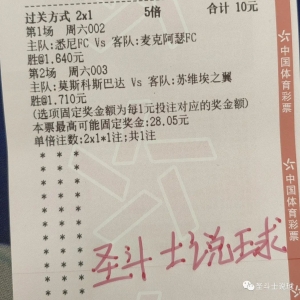 过关方式 2x1 5倍 合计 10元
第1场 周六002
主队:悉尼FC Vs 客队:麦克阿瑟FC
胜@1.640元
第2场 周六003
主队:莫斯科斯巴达 Vs 客队:苏维埃之翼
胜@1.710元
(选项固定奖金额为每1元投注对应的奖金额)
本票最高可能固定奖金:28.05元
单倍注数:2x1*1注;共1注
圣斗士说球
中国体育彩票
中国体育彩票